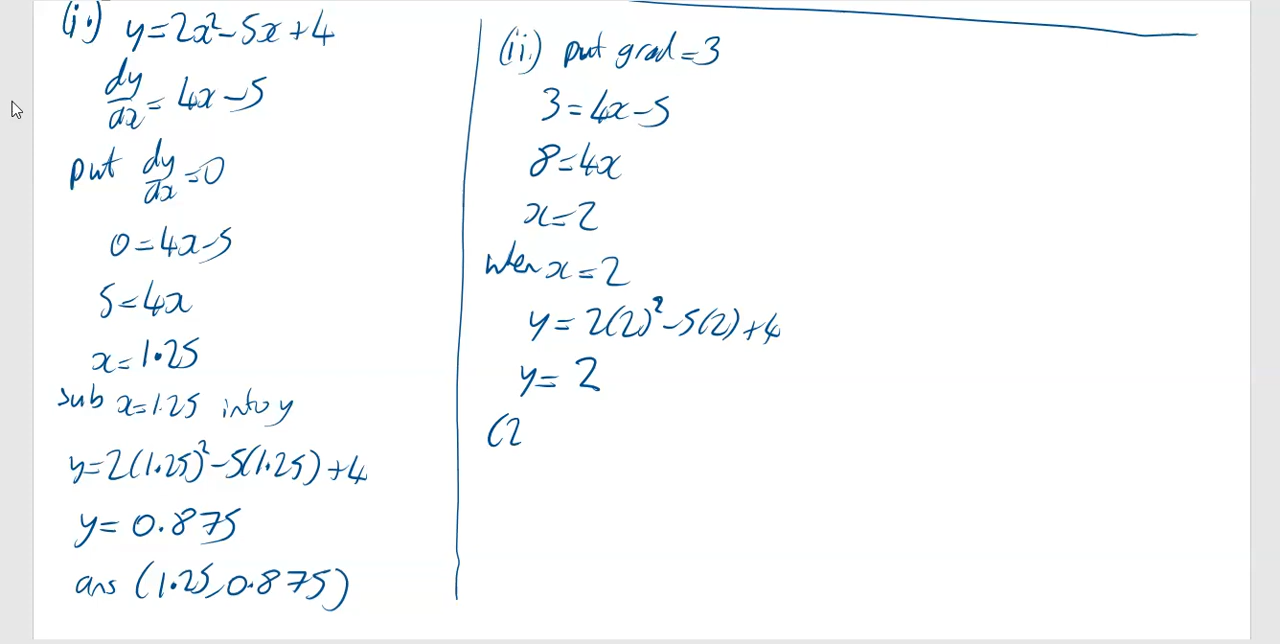 (i.) y=2x²-5x+4
dy/dx = 4x-5
put dy/dx=0
0=4x-5
5=4x
x=1.25
sub x=1.25 into y
y=2(1.25)²-5(1.25)+4
y=0.875
ans (1.25,0.875)
(ii.) put grad=3
3=4x-5
8=4x
x=2
when x=2
y=2(2)²-5(2)+4
y=2
(2